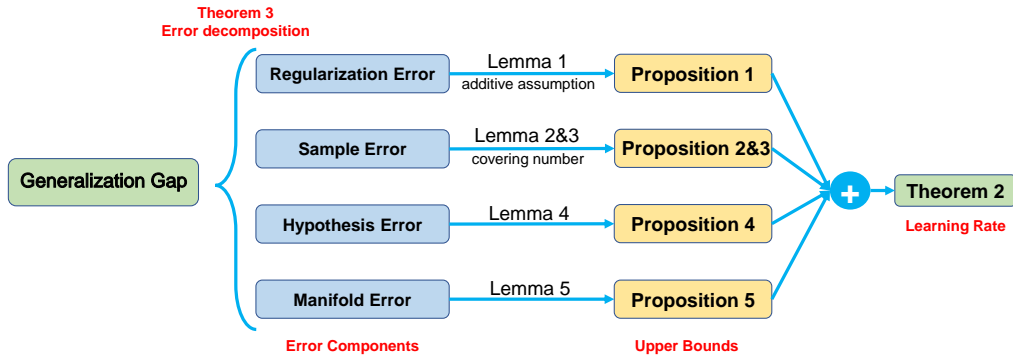 Theorem 3
Error decomposition
Regularization Error
Lemma 1
additive assumption
Proposition 1
Sample Error
Lemma 2&3
covering number
Proposition 2&3
Generalization Gap
+
Theorem 2
Learning Rate
Hypothesis Error
Lemma 4
Proposition 4
Manifold Error
Lemma 5
Proposition 5
Error Components
Upper Bounds